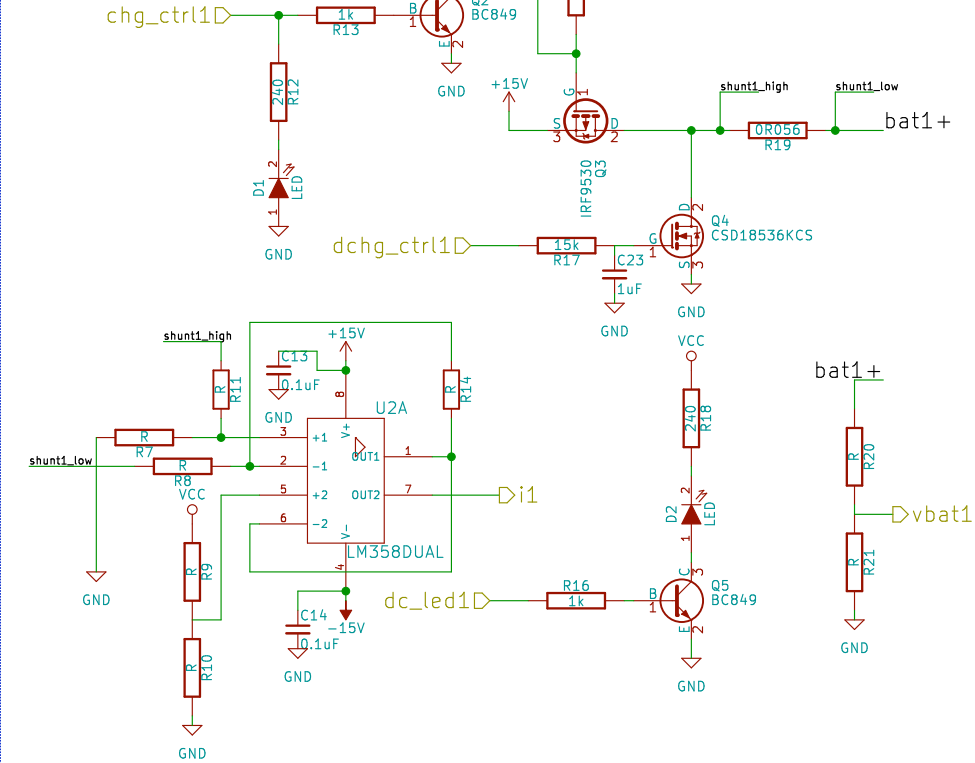 chg_ctrl1
1k
R13
B
1
Q2
BC849
E
2
GND
240
R12
2
D1
LED
1
GND
+15V
G
1
S
3
D
2
IRF9530
Q3
shunt1_high
shunt1_low
0R056
R19
bat1+
dchg_ctrl1
15k
R17
G
1
D
2
Q4
CSD18536KCS
S
3
C23
1uF
GND
GND
shunt1_high
R
R11
C13
0.1uF
GND
+15V
8
V+
U2A
R
R14
R
R7
3
+1
shunt1_low
R
R8
2
-1
OUT1
1
VCC
5
+2
OUT2
7
i1
6
-2
V-
LM358DUAL
4
R
R9
GND
C14
0.1uF
-15V
GND
R
R10
GND
VCC
240
R18
2
D2
LED
1
dc_led1
R16
1k
B
1
C
3
Q5
BC849
E
2
GND
bat1+
R
R20
vbat1
R
R21
GND